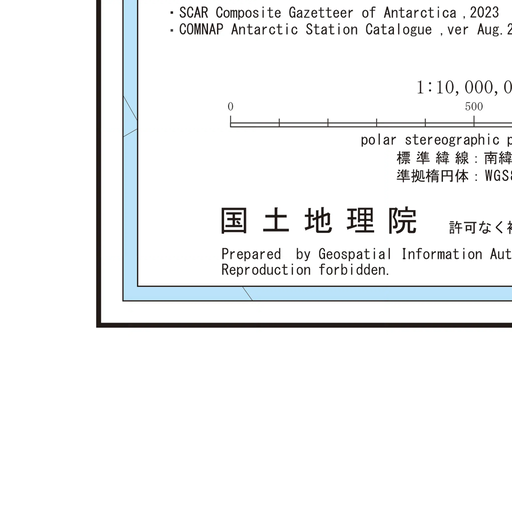 ・SCAR Composite Gazetteer of Antarctica ,2023
・COMNAP Antarctic Station Catalogue ,ver Aug.2
1:10,000,0
0 500
polar stereographic p
標 準 緯 線 : 南緯
準拠楕円体 : WGS8
国 土 地 理 院 許可なく複
Prepared by Geospatial Information Aut
Reproduction forbidden.